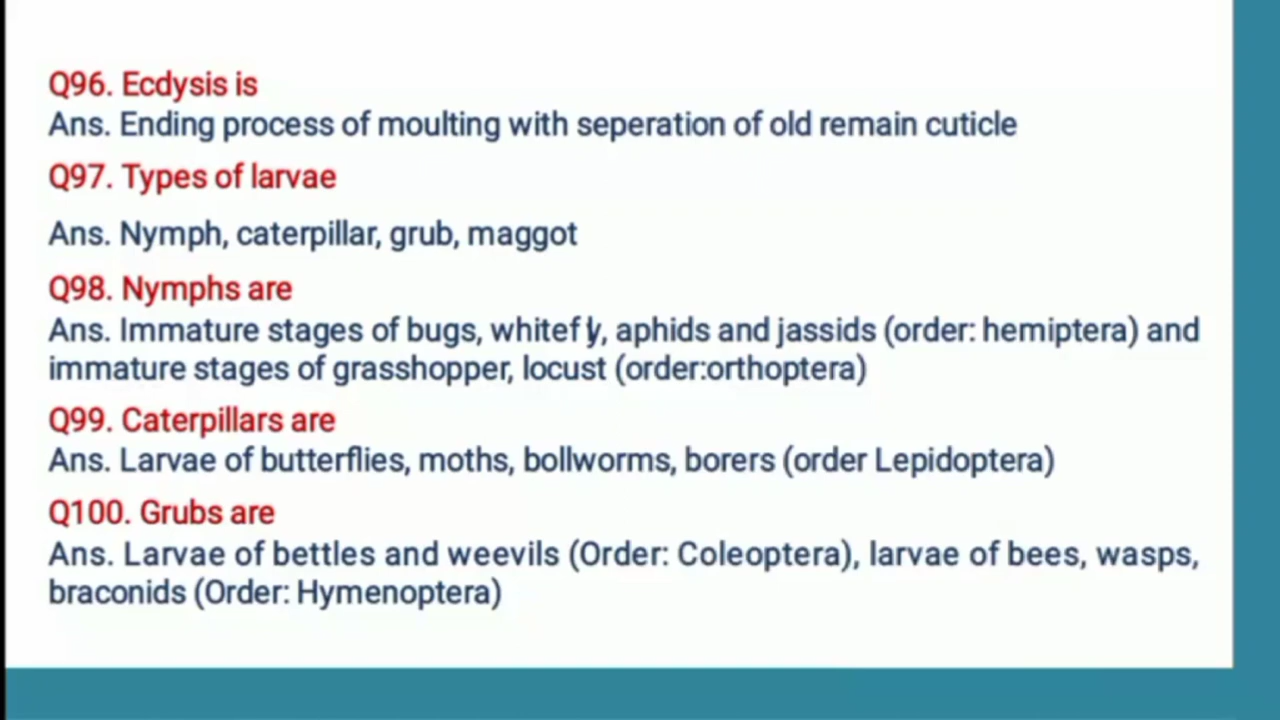 Q96. Ecdysis is
Ans. Ending process of moulting with seperation of old remain cuticle
Q97. Types of larvae
Ans. Nymph, caterpillar, grub, maggot
Q98. Nymphs are
Ans. Immature stages of bugs, whitefly, aphids and jassids (order: hemiptera) and
immature stages of grasshopper, locust (order:orthoptera)
Q99. Caterpillars are
Ans. Larvae of butterflies, moths, bollworms, borers (order Lepidoptera)
Q100. Grubs are
Ans. Larvae of bettles and weevils (Order: Coleoptera), larvae of bees, wasps,
braconids (Order: Hymenoptera)